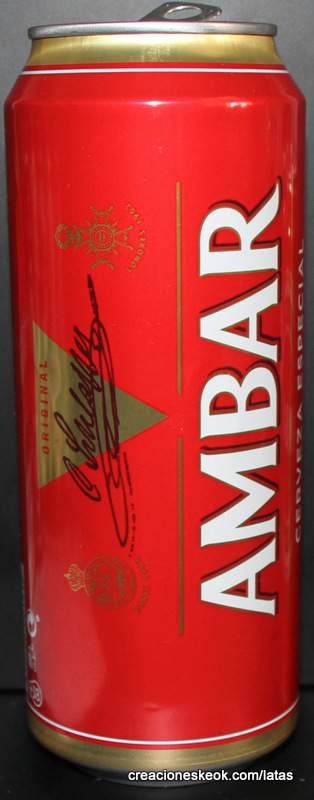 ORIGINAL
AMBAR
CERVEZA ESPECIAL
creacioneskeok.com/latas